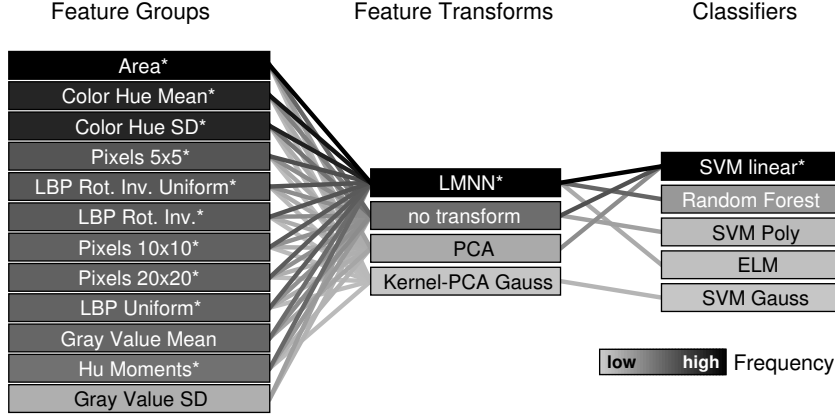 Feature Groups
Feature Transforms
Classifiers
Area*
Color Hue Mean*
Color Hue SD*
Pixels 5x5*
LBP Rot. Inv. Uniform*
LBP Rot. Inv.*
Pixels 10x10*
Pixels 20x20*
LBP Uniform*
Gray Value Mean
Hu Moments*
Gray Value SD
LMNN*
no transform
PCA
Kernel-PCA Gauss
SVM linear*
Random Forest
SVM Poly
ELM
SVM Gauss
low high Frequency